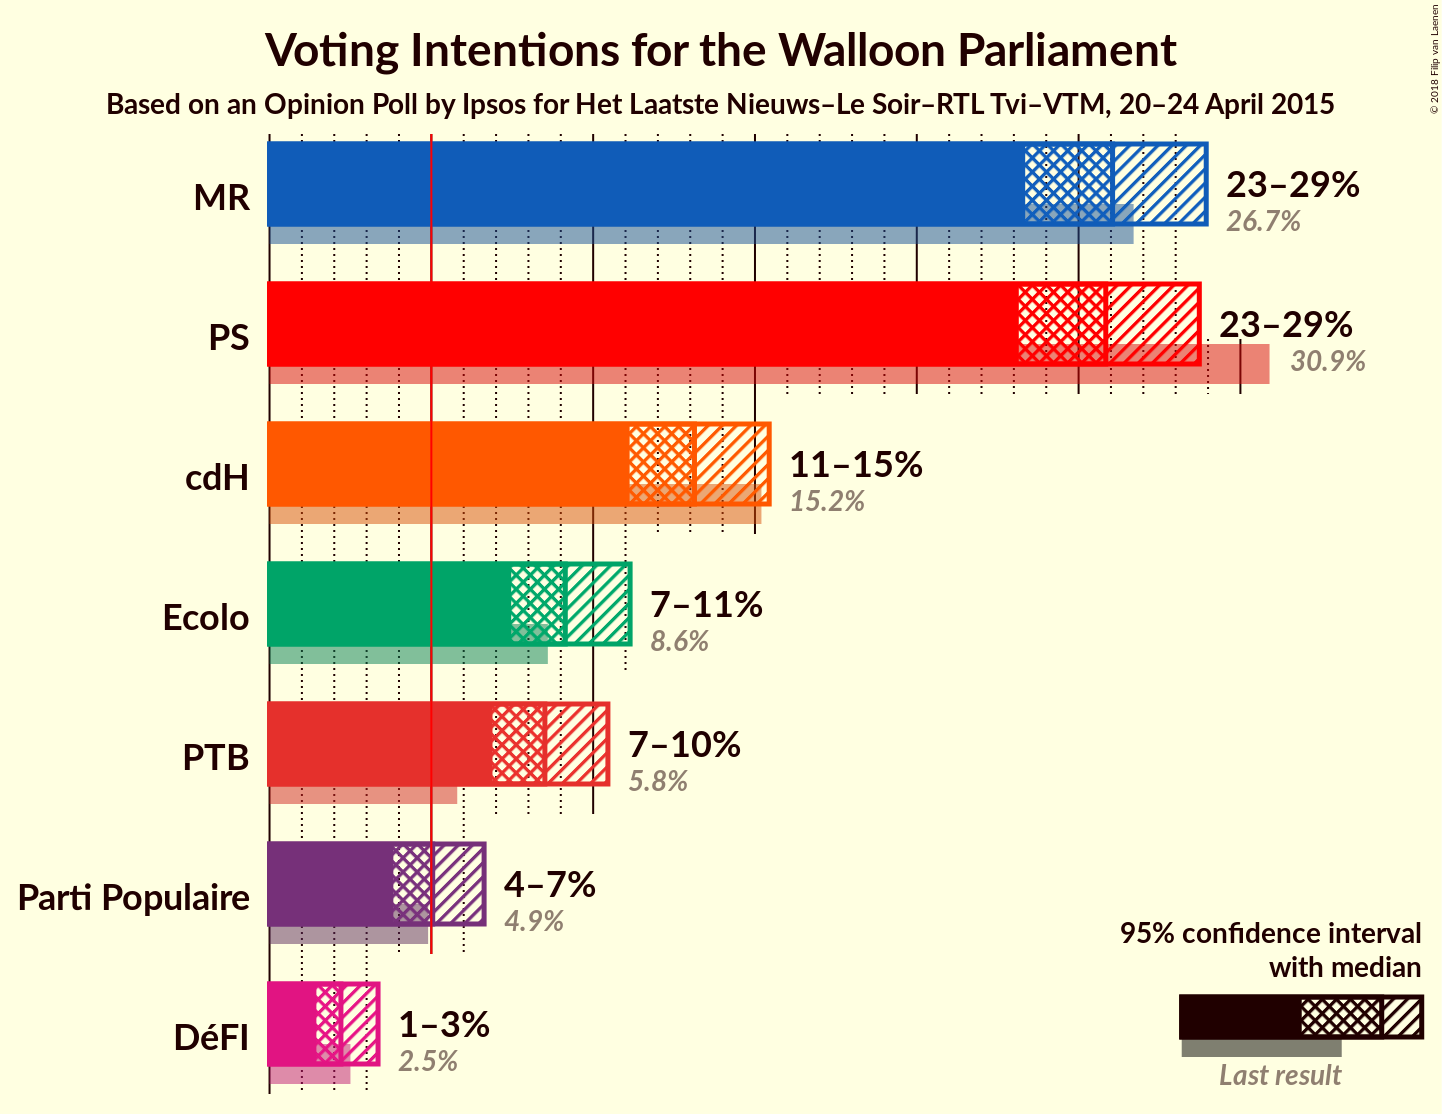 Voting Intentions for the Walloon Parliament
Based on an Opinion Poll by Ipsos for Het Laatste Nieuws–Le Soir–RTL Tvi–VTM, 20–24 April 2015
© 2018 Filip van Laenen
MR
23–29%
26.7%
PS
23–29%
30.9%
cdH
11–15%
15.2%
Ecolo
7–11%
8.6%
PTB
7–10%
5.8%
Parti Populaire
4–7%
4.9%
DéFI
1–3%
2.5%
95% confidence interval
with median
Last result